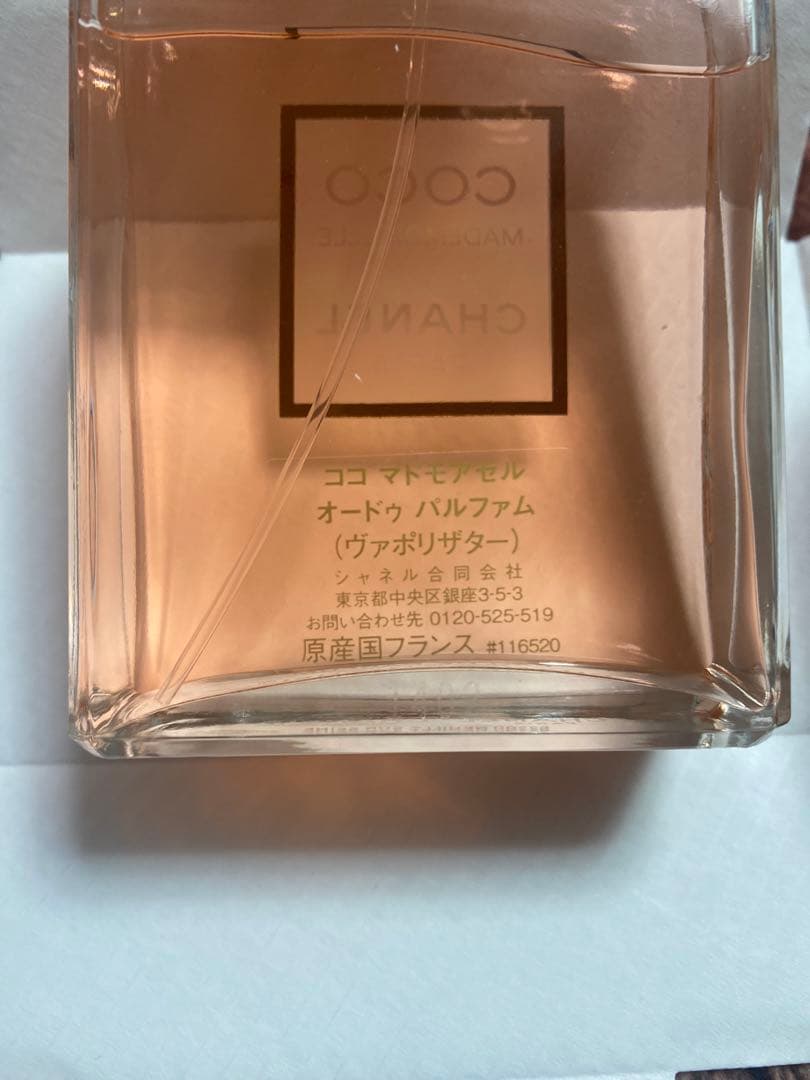 COCO
MADEMOISELLE
CHANEL
ココ マドモアゼル
オードゥ パルファム
(ヴァポリザター)
シャネル合同会社
東京都中央区銀座3-5-3
お問い合わせ先 0120-525-519
原産国フランス #116520